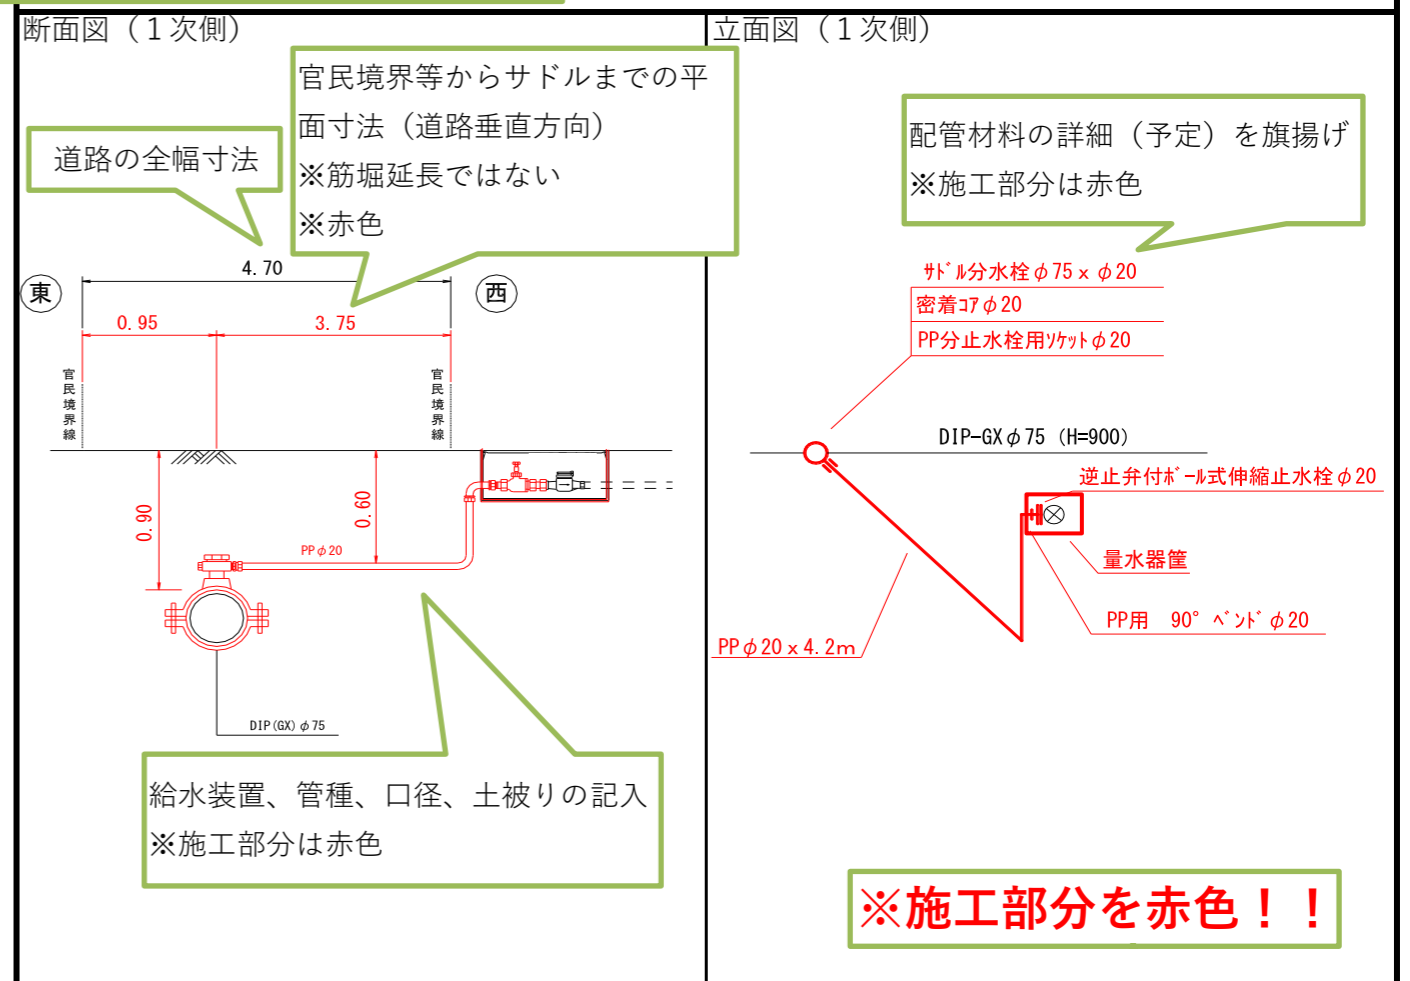 断面図（１次側）
官民境界等からサドルまでの平
面寸法（道路垂直方向）
※筋堀延長ではない
※赤色
道路の全幅寸法
4.70
東
西
0.95
3.75
官民境界線
官民境界線
0.90
0.60
PPφ20
DIP(GX)φ75
給水装置、管種、口径、土被りの記入
※施工部分は赤色
立面図（１次側）
配管材料の詳細（予定）を旗揚げ
※施工部分は赤色
ｻﾄﾞﾙ分水栓φ75 x φ20
密着ｺｱφ20
PP分止水栓用ｿｹｯﾄφ20
DIP-GXφ75 (H=900)
逆止弁付ﾎﾞｰﾙ式伸縮止水栓φ20
量水器筐
PP用　90°ﾍﾞﾝﾄﾞφ20
PPφ20 x 4.2m
※施工部分を赤色！！